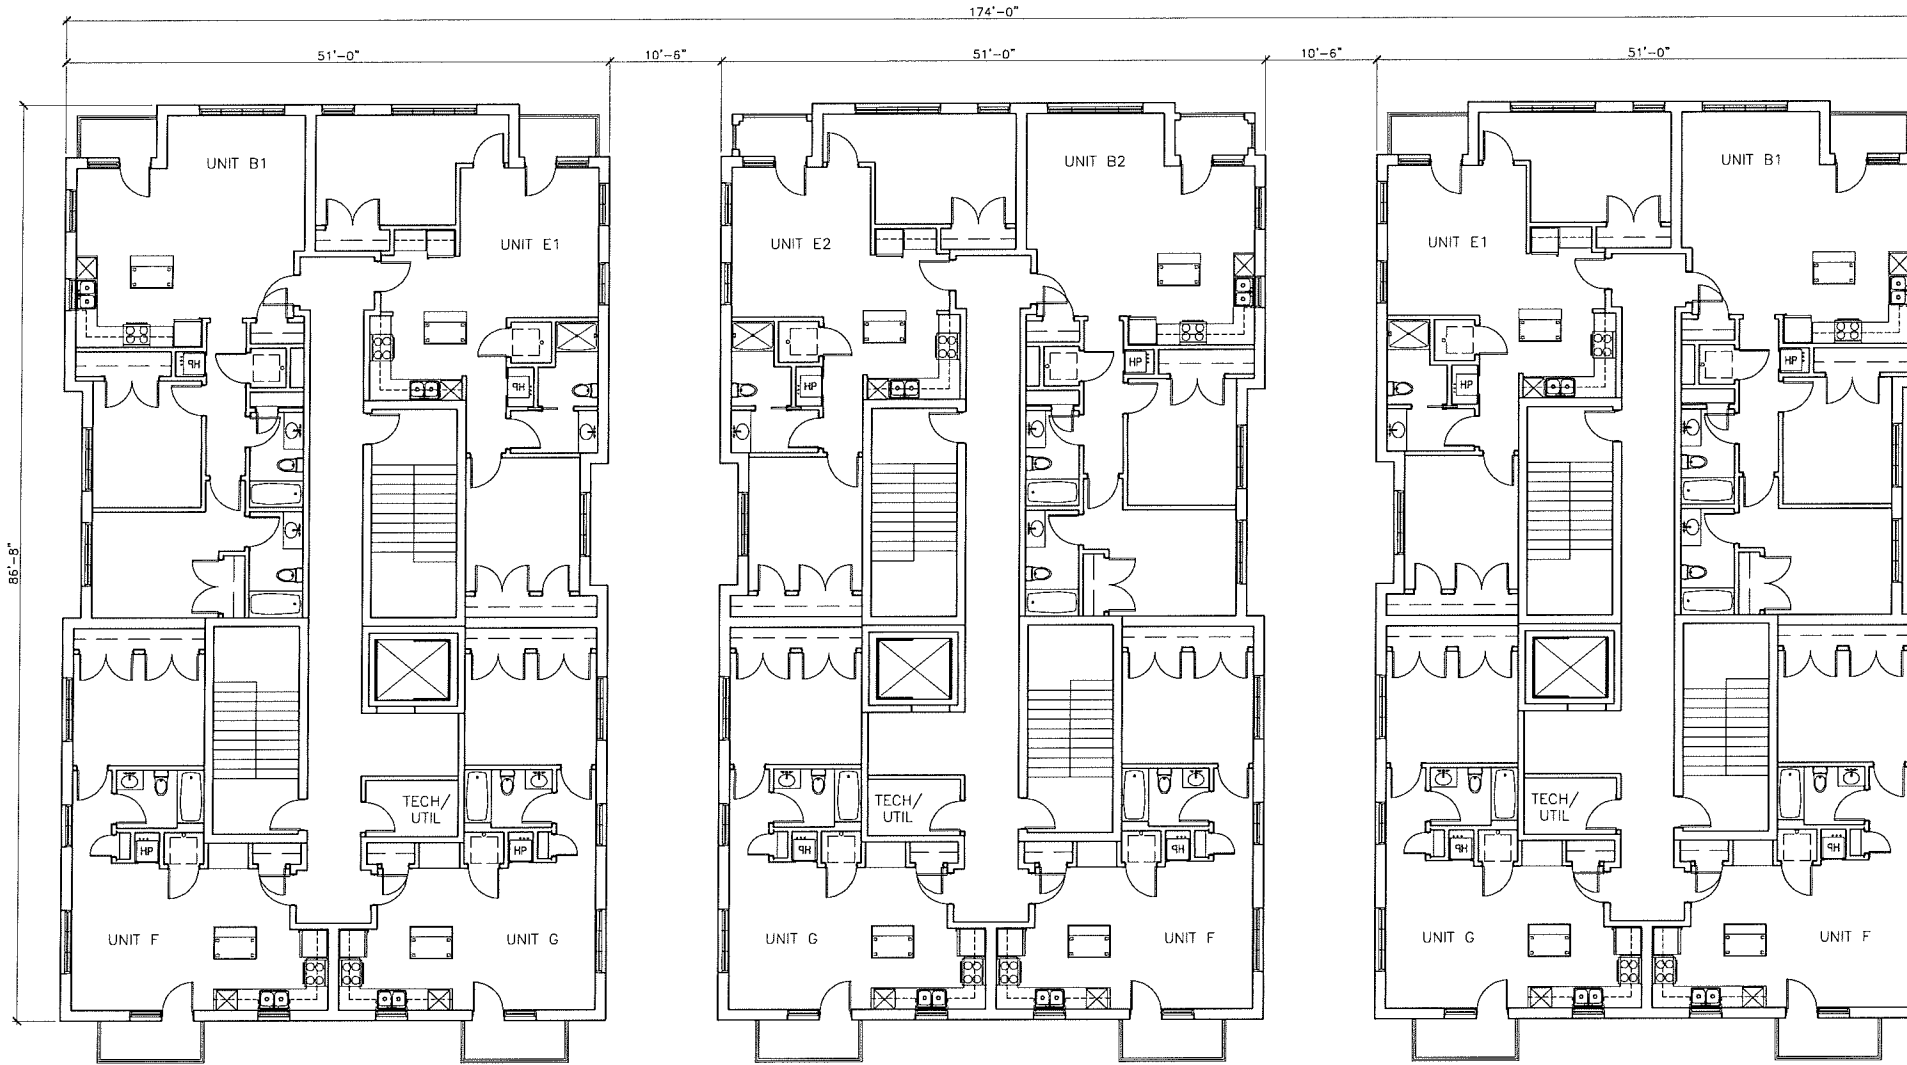 174'-0"
51'-0"
10'-6"
51'-0"
10'-6"
51'-0"
86'-8"
UNIT B1
UNIT E1
UNIT E2
UNIT B2
UNIT E1
UNIT B1
HP
HP
HP
HP
HP
HP
TECH/
UTIL
TECH/
UTIL
TECH/
UTIL
HP
HP
HP
HP
HP
HP
UNIT F
UNIT G
UNIT G
UNIT F
UNIT G
UNIT F